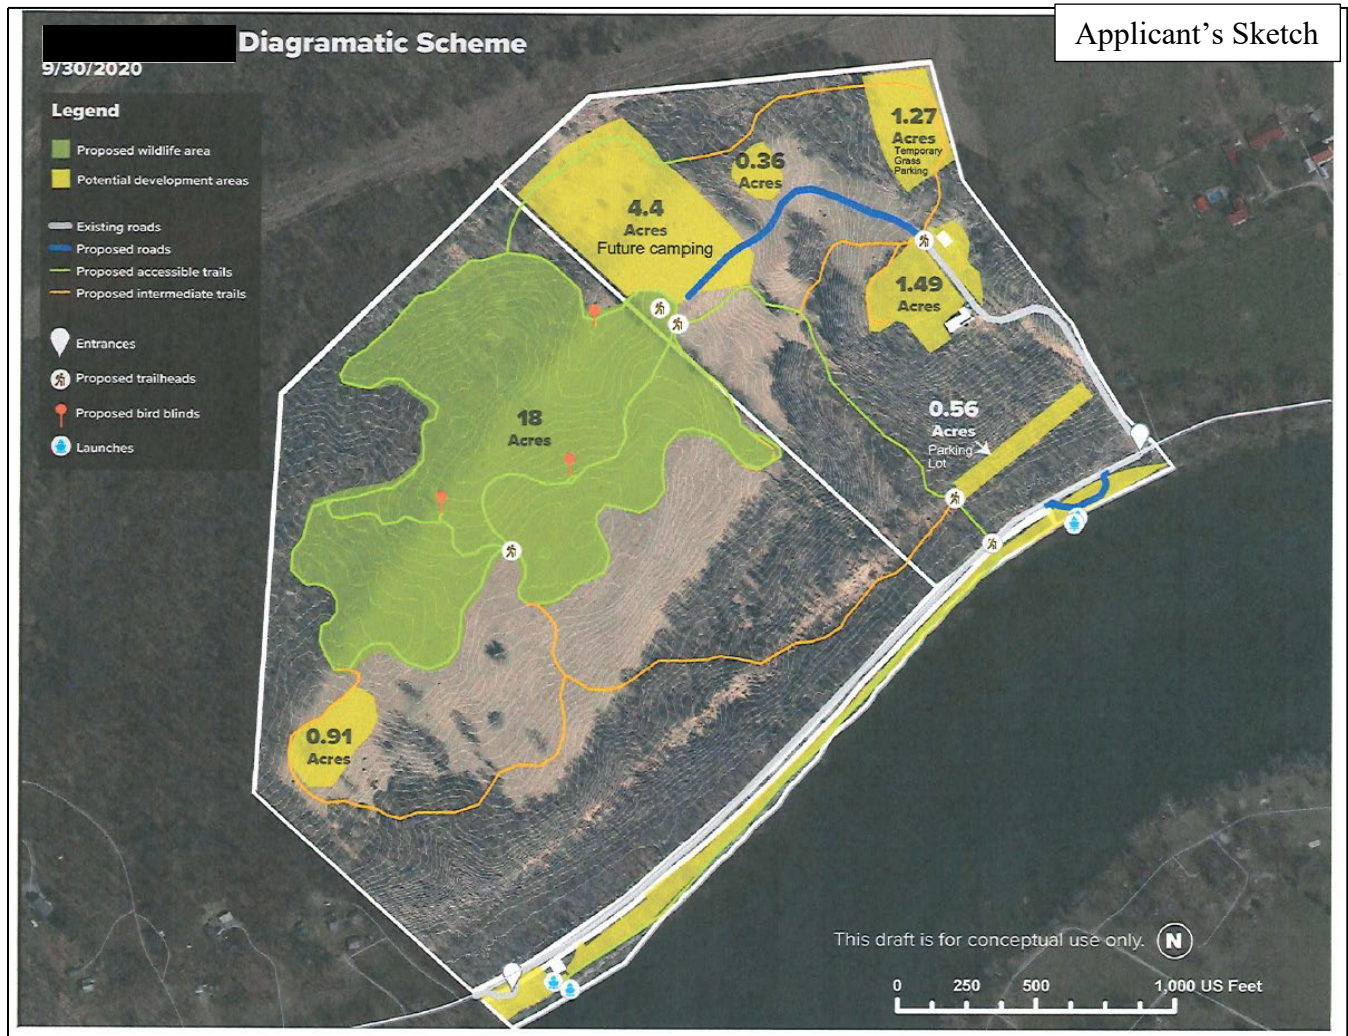 Applicant's Sketch
Diagramatic Scheme
9/30/2020
Legend
Proposed wildlife area
Potential development areas
Existing roads
Proposed roads
Proposed accessible trails
Proposed intermediate trails
Entrances
Proposed trailheads
Proposed bird blinds
Launches
1.27
Acres
Temporary
Grass
Parking
0.36
Acres
4.4
Acres
Future camping
1.49
Acres
18
Acres
0.56
Acres
Parking
Lot
0.91
Acres
This draft is for conceptual use only.
N
0 250 500 1,000 US Feet